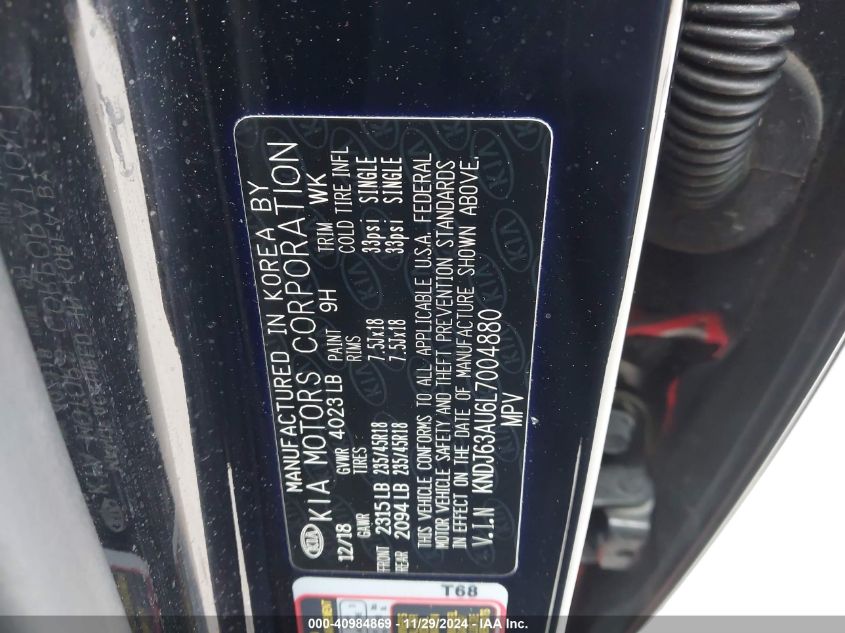 MANUFACTURED IN KOREA BY
KIA MOTORS CORPORATION
12/18 GVWR 4023 LB PAINT 9H TRIM WK
GAWR TIRES RIMS COLD TIRE INFL
FRONT 2315 LB 235/45R18 7.5Jx18 33psi SINGLE
REAR 2094 LB 235/45R18 7.5Jx18 33psi SINGLE
THIS VEHICLE CONFORMS TO ALL APPLICABLE U.S.A. FEDERAL
MOTOR VEHICLE SAFETY AND THEFT PREVENTION STANDARDS
IN EFFECT ON THE DATE OF MANUFACTURE SHOWN ABOVE.
V.I.N KNDJ63AU6L7004880
MPV
T68
Owner: 000-40984869 - 11/29/2024 - IAA Inc.